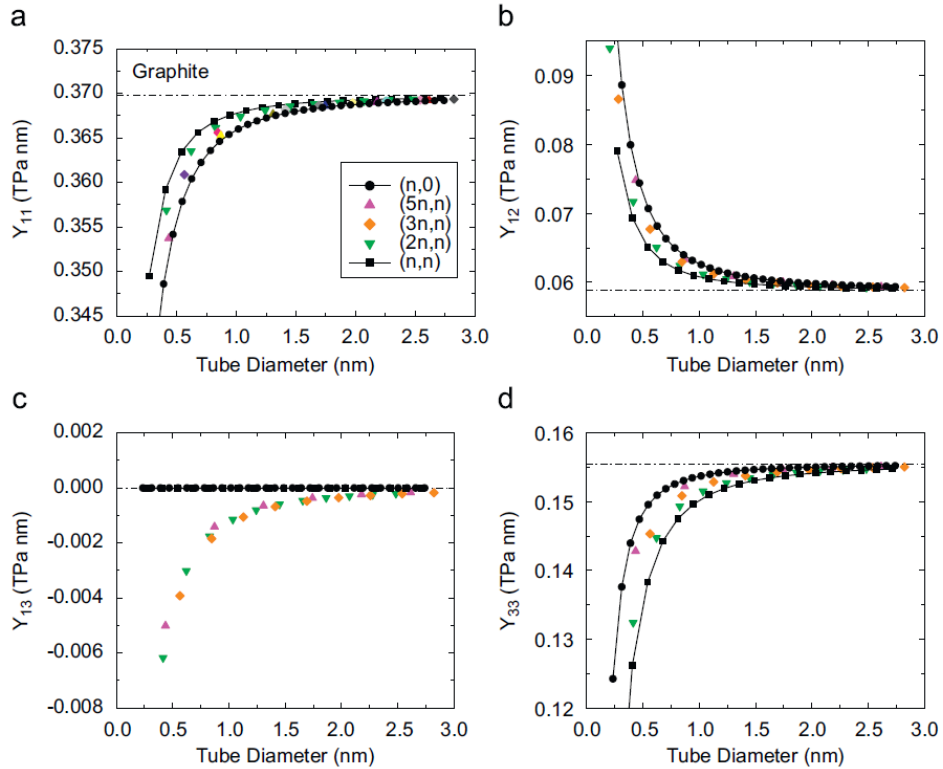 a
0.375
0.370
0.365
0.360
0.355
0.350
0.345
Y11 (TPa nm)
Graphite
(n,0)
(5n,n)
(3n,n)
(2n,n)
(n,n)
0.0 0.5 1.0 1.5 2.0 2.5 3.0
Tube Diameter (nm)
b
0.09
0.08
0.07
0.06
Y12 (TPa nm)
0.0 0.5 1.0 1.5 2.0 2.5 3.0
Tube Diameter (nm)
c
0.002
0.000
-0.002
-0.004
-0.006
-0.008
Y13 (TPa nm)
0.0 0.5 1.0 1.5 2.0 2.5 3.0
Tube Diameter (nm)
d
0.16
0.15
0.14
0.13
0.12
Y33 (TPa nm)
0.0 0.5 1.0 1.5 2.0 2.5 3.0
Tube Diameter (nm)